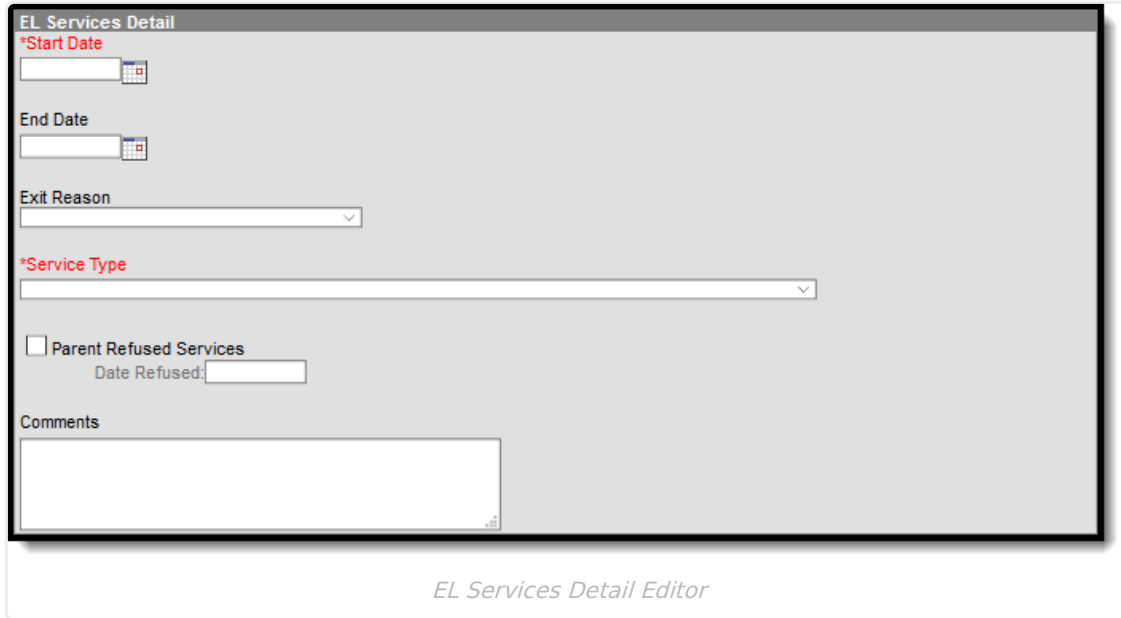 EL Services Detail
*Start Date
End Date
Exit Reason
*Service Type
Parent Refused Services
Date Refused:
Comments
EL Services Detail Editor